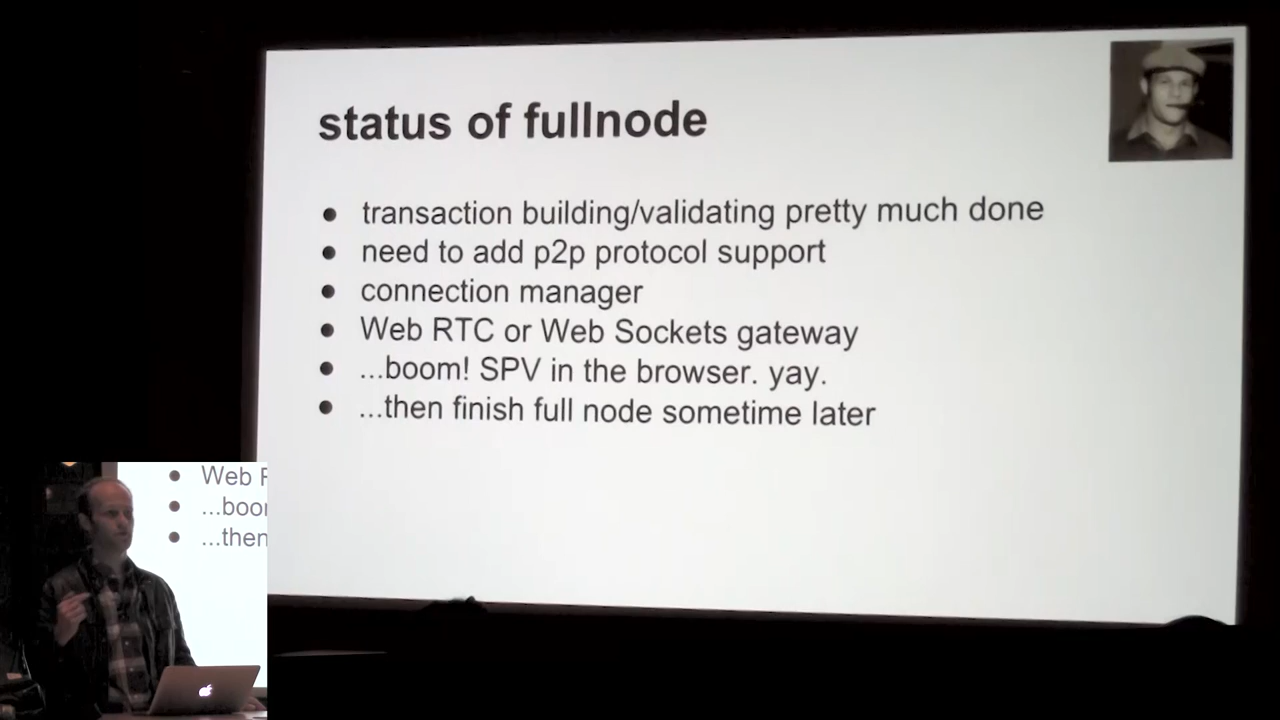 status of fullnode
● transaction building/validating pretty much done
● need to add p2p protocol support
● connection manager
● Web RTC or Web Sockets gateway
● ...boom! SPV in the browser. yay.
● ...then finish full node sometime later
● Web R
● ...boo
● ...then